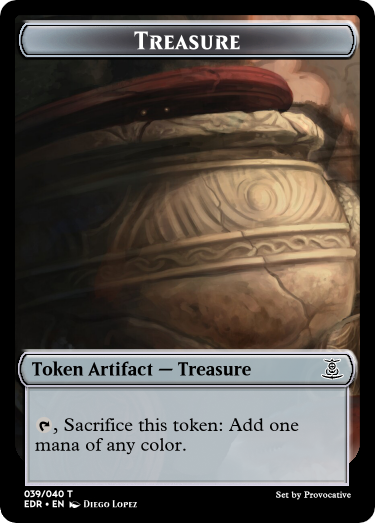 Treasure
Token Artifact — Treasure
, Sacrifice this token: Add one
mana of any color.
039/040 T
EDR • EN Diego Lopez
Set by Provocative